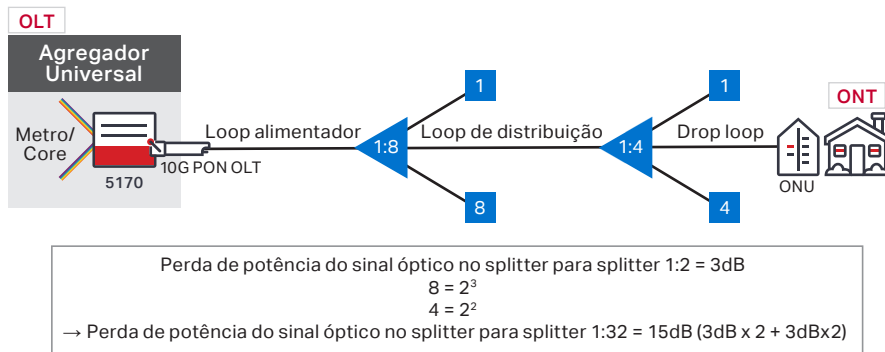 OLT
Agregador
Universal
Metro/
Core
5170
10G PON OLT
Loop alimentador
1:8
1
8
Loop de distribuição
1:4
1
4
Drop loop
ONT
ONU
Perda de potência do sinal óptico no splitter para splitter 1:2 = 3dB
8 = 2³
4 = 2²
→ Perda de potência do sinal óptico no splitter para splitter 1:32 = 15dB (3dB x 2 + 3dBx2)